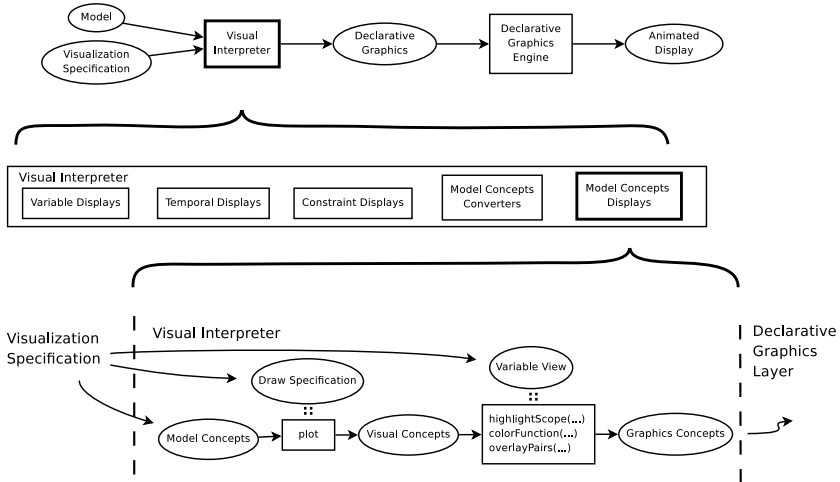 Model
Visualization
Specification
Visual
Interpreter
Declarative
Graphics
Declarative
Graphics
Engine
Animated
Display
Visual Interpreter
Variable Displays
Temporal Displays
Constraint Displays
Model Concepts
Converters
Model Concepts
Displays
Visualization
Specification
Visual Interpreter
Declarative
Graphics
Layer
Draw Specification
Variable View
::
::
Model Concepts
plot
Visual Concepts
highlightScope(...)
colorFunction(...)
overlayPairs(...)
Graphics Concepts